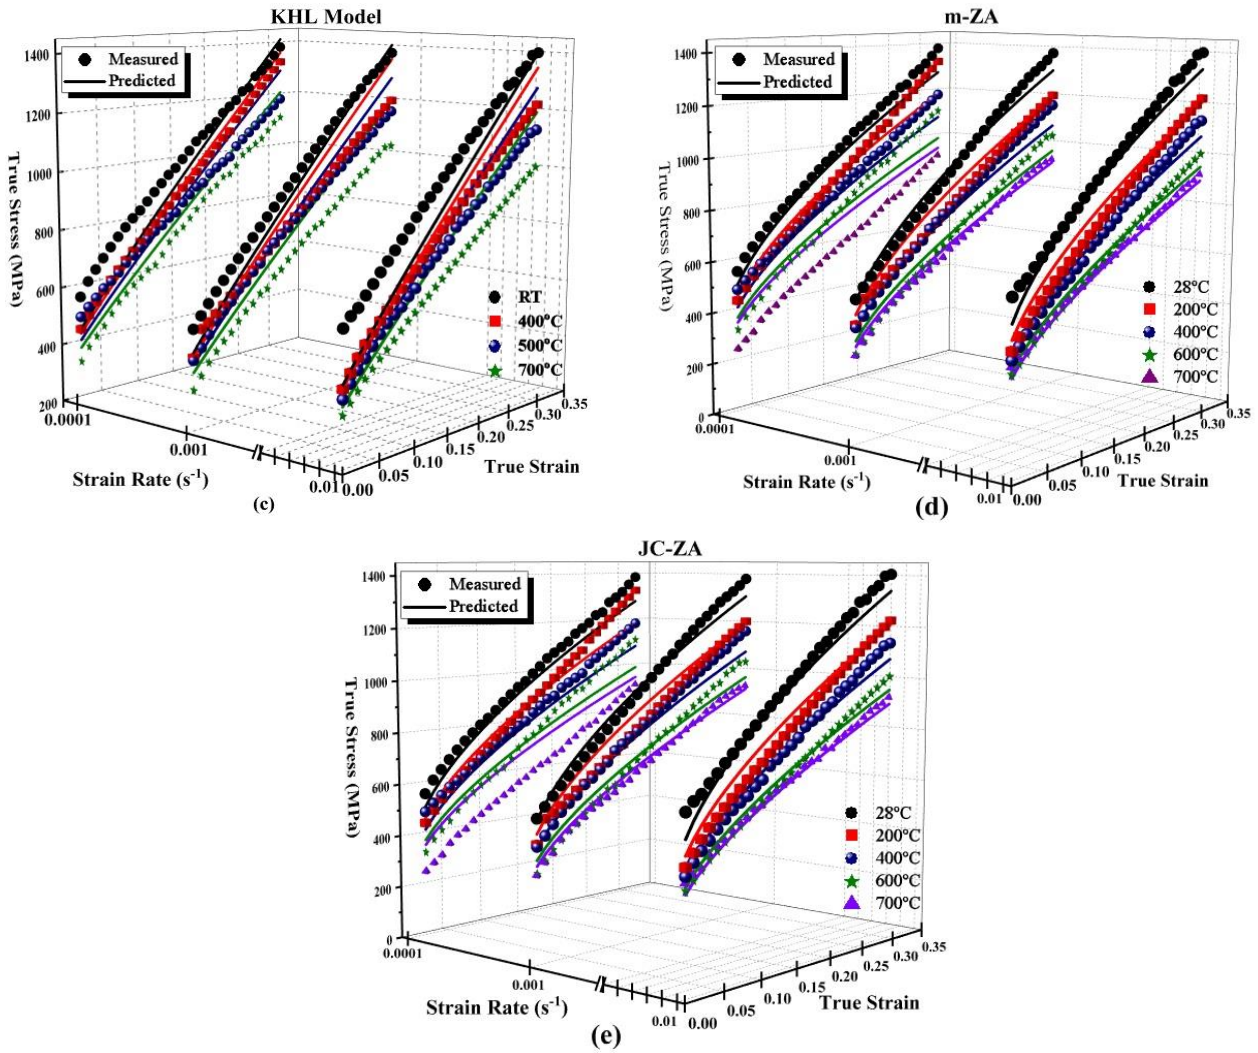 KHL Model
1400
1200
1000
800
600
400
200
True Stress (MPa)
Measured
Predicted
RT
400°C
500°C
700°C
0.0001
0.001
0.01
Strain Rate (s-1)
0.00
0.05
0.10
0.15
0.20
0.25
0.30
0.35
True Strain
(c)
m-ZA
1400
1200
1000
800
600
400
200
0
True Stress (MPa)
Measured
Predicted
28°C
200°C
400°C
600°C
700°C
0.0001
0.001
0.01
Strain Rate (s-1)
0.00
0.05
0.10
0.15
0.20
0.25
0.30
0.35
True Strain
(d)
JC-ZA
1400
1200
1000
800
600
400
200
0
True Stress (MPa)
Measured
Predicted
28°C
200°C
400°C
600°C
700°C
0.0001
0.001
0.01
Strain Rate (s-1)
0.00
0.05
0.10
0.15
0.20
0.25
0.30
0.35
True Strain
(e)